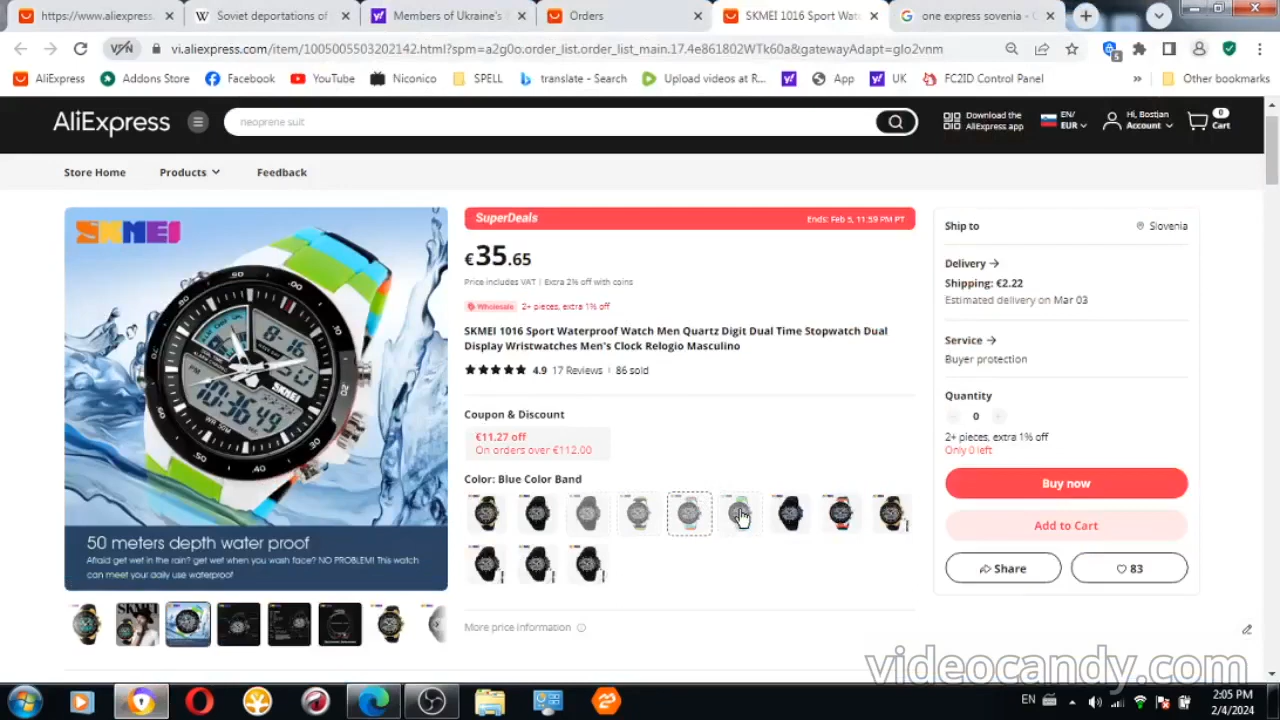 https://www.aliexpress.
Soviet deportations of
Members of Ukraine's
Orders
SKMEI 1016 Sport Wat
one express sovenia - 
VPN
vi.aliexpress.com/item/1005005503202142.html?spm=a2g0o.order_list.order_list_main.17.4e861802WTk60a&gatewayAdapt=glo2vnm
5
AliExpress
Addons Store
Facebook
YouTube
Niconico
SPELL
translate - Search
Upload videos at R...
App
UK
FC2ID Control Panel
»
Other bookmarks
AliExpress
neoprene suit
Download the
AliExpress app
EN/
EUR
Hi, Bostjan
Account
0
Cart
Store Home
Products
Feedback
SKMEI
50 meters depth water proof
Afraid get wet in the rain? get wet when you wash face? NO PROBLEM! This watch
can meet your daily use waterproof
SuperDeals
Ends: Feb 5, 11:59 PM PT
€35.65
Price includes VAT | Extra 2% off with coins
Wholesale 2+ pieces, extra 1% off
SKMEI 1016 Sport Waterproof Watch Men Quartz Digit Dual Time Stopwatch Dual
Display Wristwatches Men's Clock Relogio Masculino
4.9 17 Reviews | 86 sold
Coupon & Discount
€11.27 off
On orders over €112.00
Color: Blue Color Band
More price information
Ship to
Slovenia
Delivery
Shipping: €2.22
Estimated delivery on Mar 03
Service
Buyer protection
Quantity
- 0 +
2+ pieces, extra 1% off
Only 0 left
Buy now
Add to Cart
Share
83
videocandy.com
EN
2:05 PM
2/4/2024